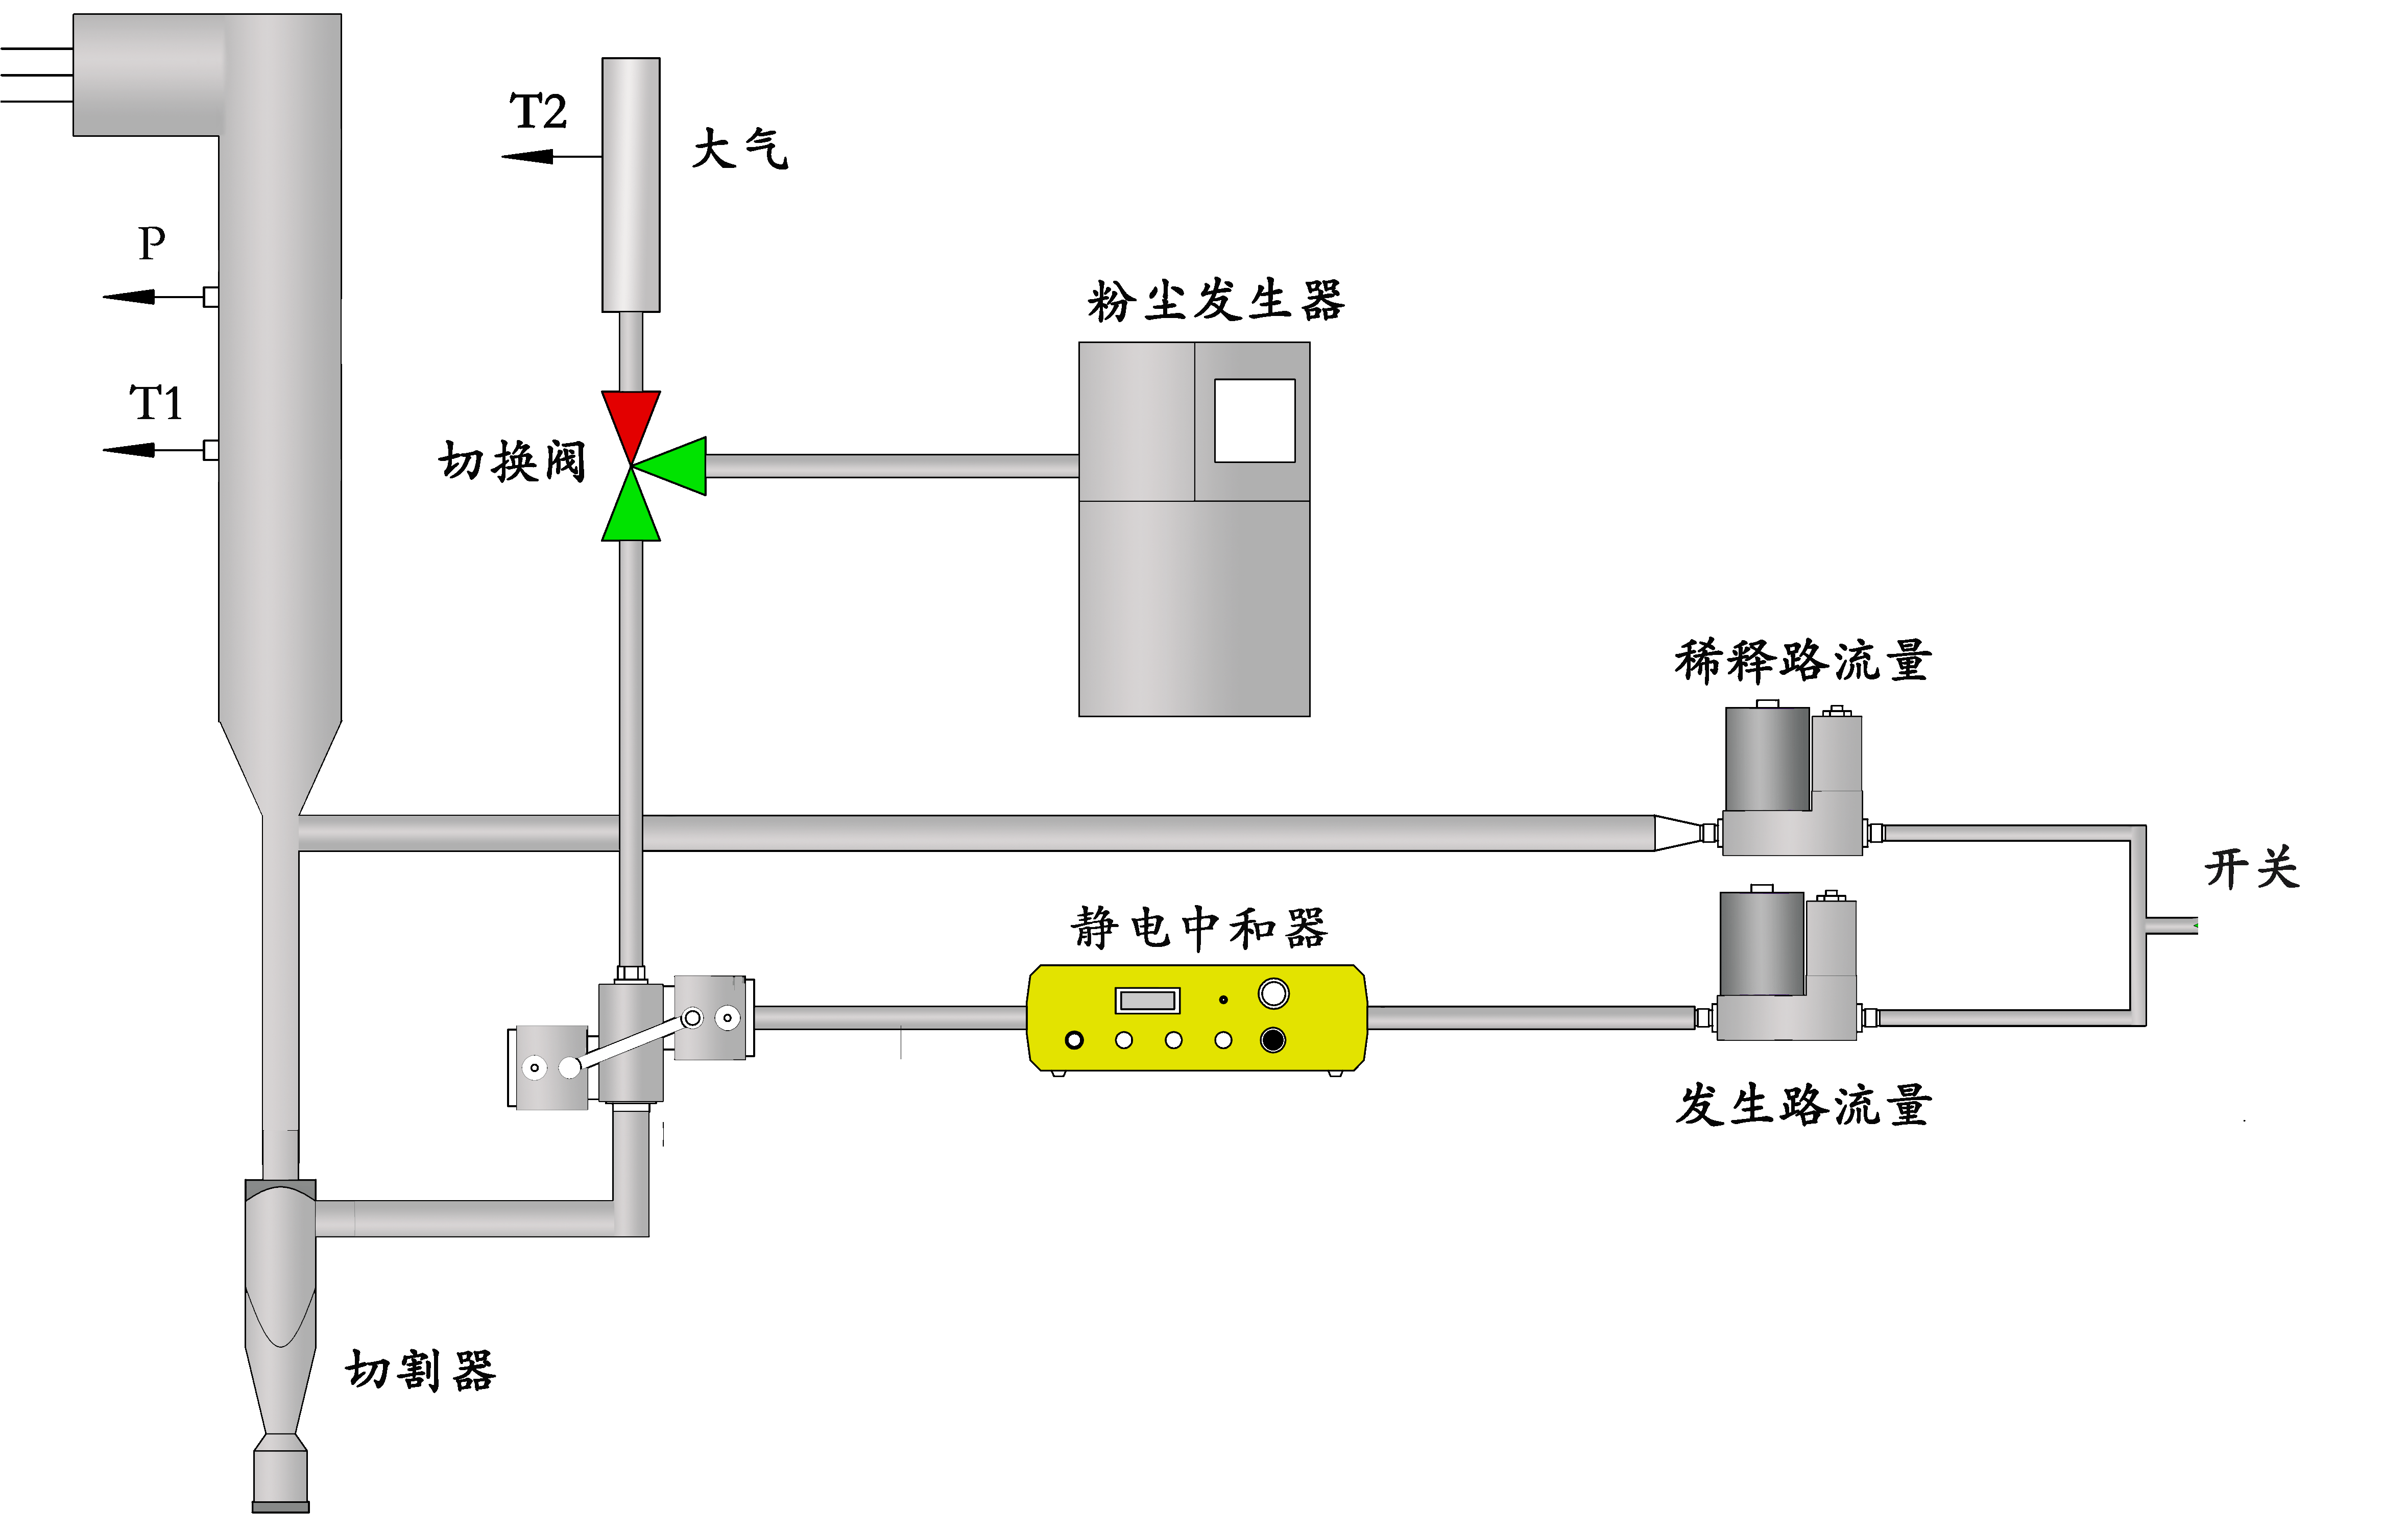 T2
大气
P
粉尘发生器
T1
切换阀
稀释路流量
开关
静电中和器
发生路流量
切割器